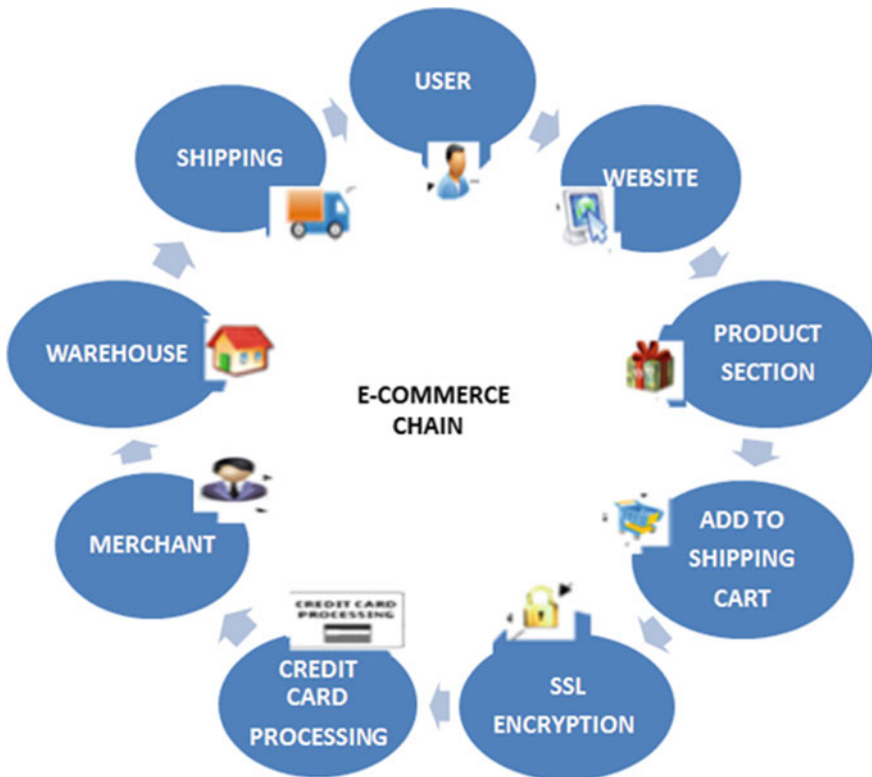 USER
WEBSITE
PRODUCT
SECTION
ADD TO
SHIPPING
CART
SSL
ENCRYPTION
CREDIT CARD
PROCESSING
CREDIT
CARD
PROCESSING
MERCHANT
WAREHOUSE
SHIPPING
E-COMMERCE
CHAIN